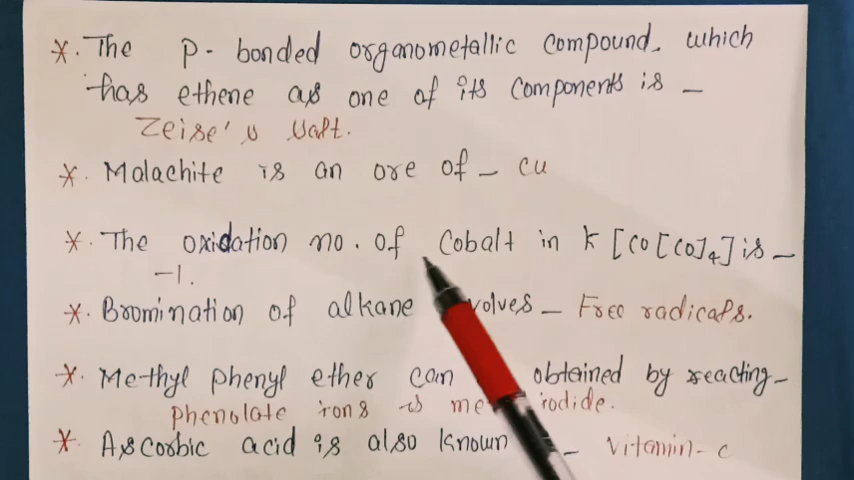 *. The P- bonded organometallic compound. which
has ethene as one of its components is _
Zeise's Salt.
*. Malachite is an ore of _ cu
*. The oxidation no. of Cobalt in K [co[co]4] is _
-1.
*. Bromination of alkane volves _ Free radicals.
*. Methyl phenyl ether can obtained by reacting_
Phenolate ions iodide.
* Ascorbic acid is also known _ vitamin-c